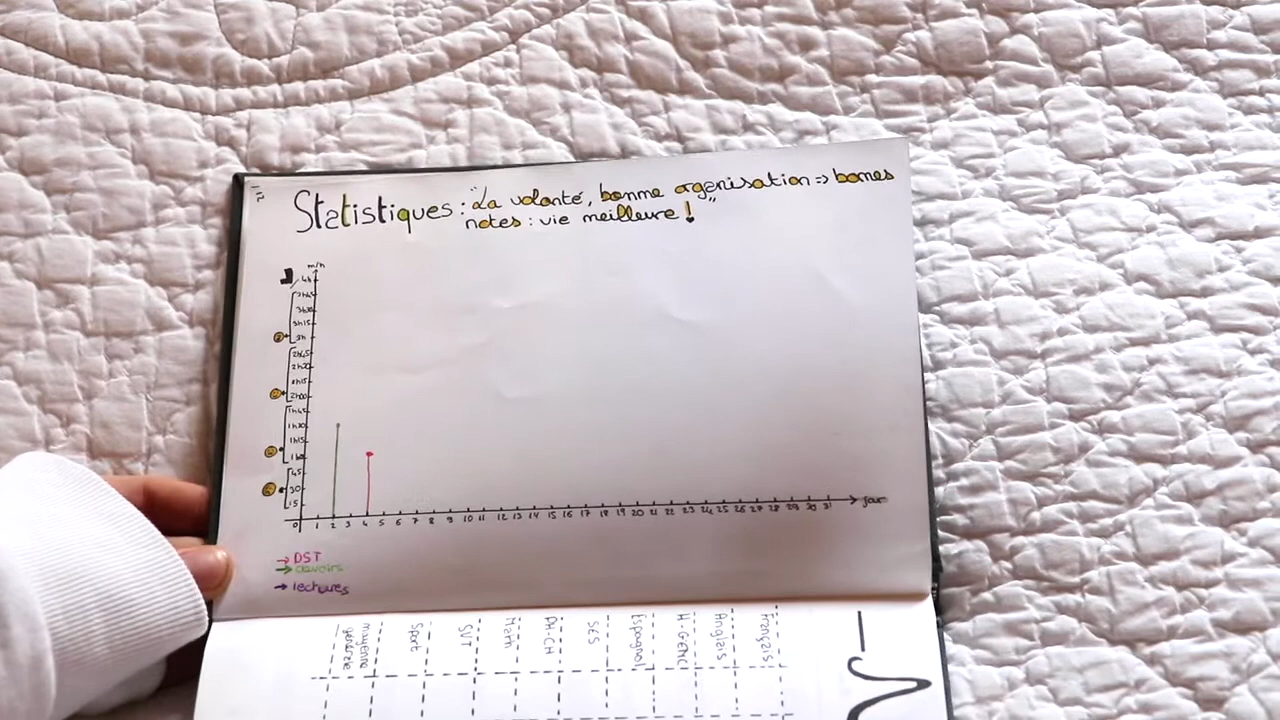 Statistiques : "La volonté, bonne organisation => bonnes
notes : vie meilleure !"
m/h
4h
3h45
3h30
3h15
3h
2h45
2h30
2h15
2h00
1h45
1h30
1h15
1h
45
30
15
0 1 2 3 4 5 6 7 8 9 10 11 12 13 14 15 16 17 18 19 20 21 22 23 24 25 26 27 28 29 30 31 jour
→ DST
→ devoirs
→ lectures
Français
Anglais
H-GEMC
Espagnol
SES
PH-CH
Math
SVT
Sport
moyenne
générale